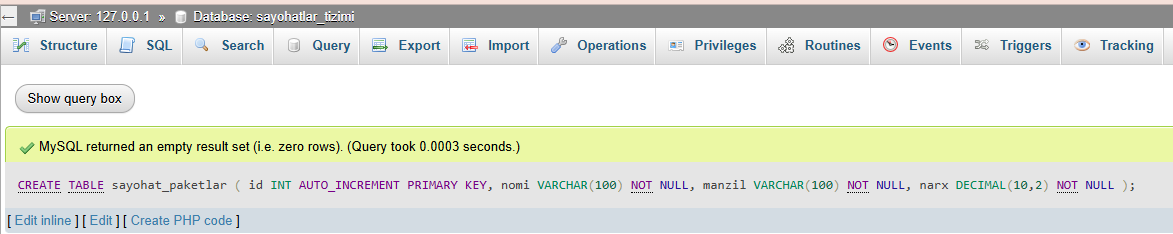 ← Server: 127.0.0.1 » Database: sayohatlar_tizimi
Structure SQL Search Query Export Import Operations Privileges Routines Events Triggers Tracking
Show query box
MySQL returned an empty result set (i.e. zero rows). (Query took 0.0003 seconds.)
CREATE TABLE sayohat_paketlar ( id INT AUTO_INCREMENT PRIMARY KEY, nomi VARCHAR(100) NOT NULL, manzil VARCHAR(100) NOT NULL, narx DECIMAL(10,2) NOT NULL );
[ Edit inline ] [ Edit ] [ Create PHP code ]